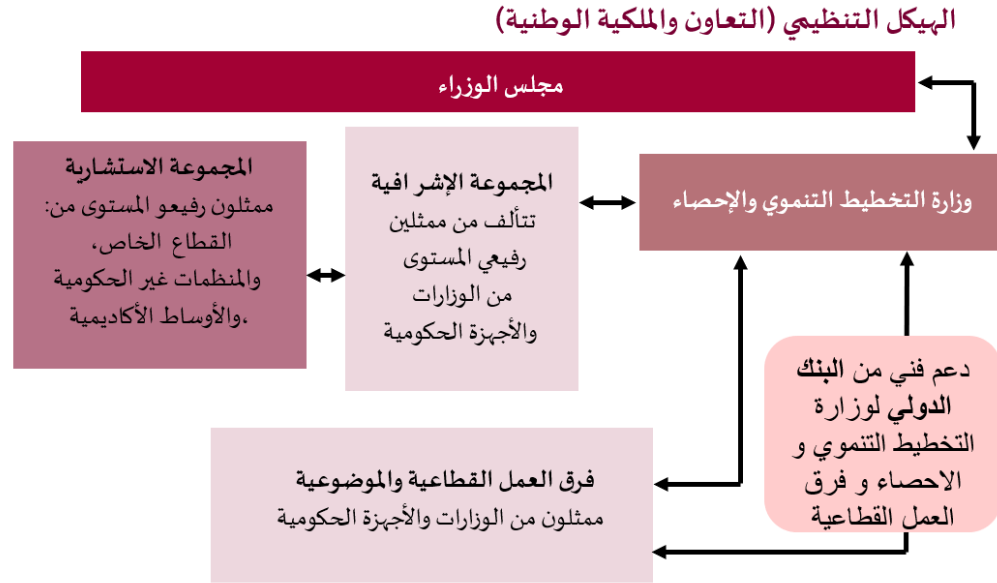 الهيكل التنظيمي (التعاون والملكية الوطنية)
مجلس الوزراء
وزارة التخطيط التنموي والإحصاء
المجموعة الإشرافية
تتألف من ممثلين
رفيعي المستوى
من الوزارات
والأجهزة الحكومية
المجموعة الاستشارية
ممثلون رفيعو المستوى من:
القطاع الخاص،
والمنظمات غير الحكومية
،والأوساط الأكاديمية
دعم فني من البنك
الدولي لوزارة
التخطيط التنموي و
الاحصاء و فرق
العمل القطاعية
فرق العمل القطاعية والموضوعية
ممثلون من الوزارات والأجهزة الحكومية